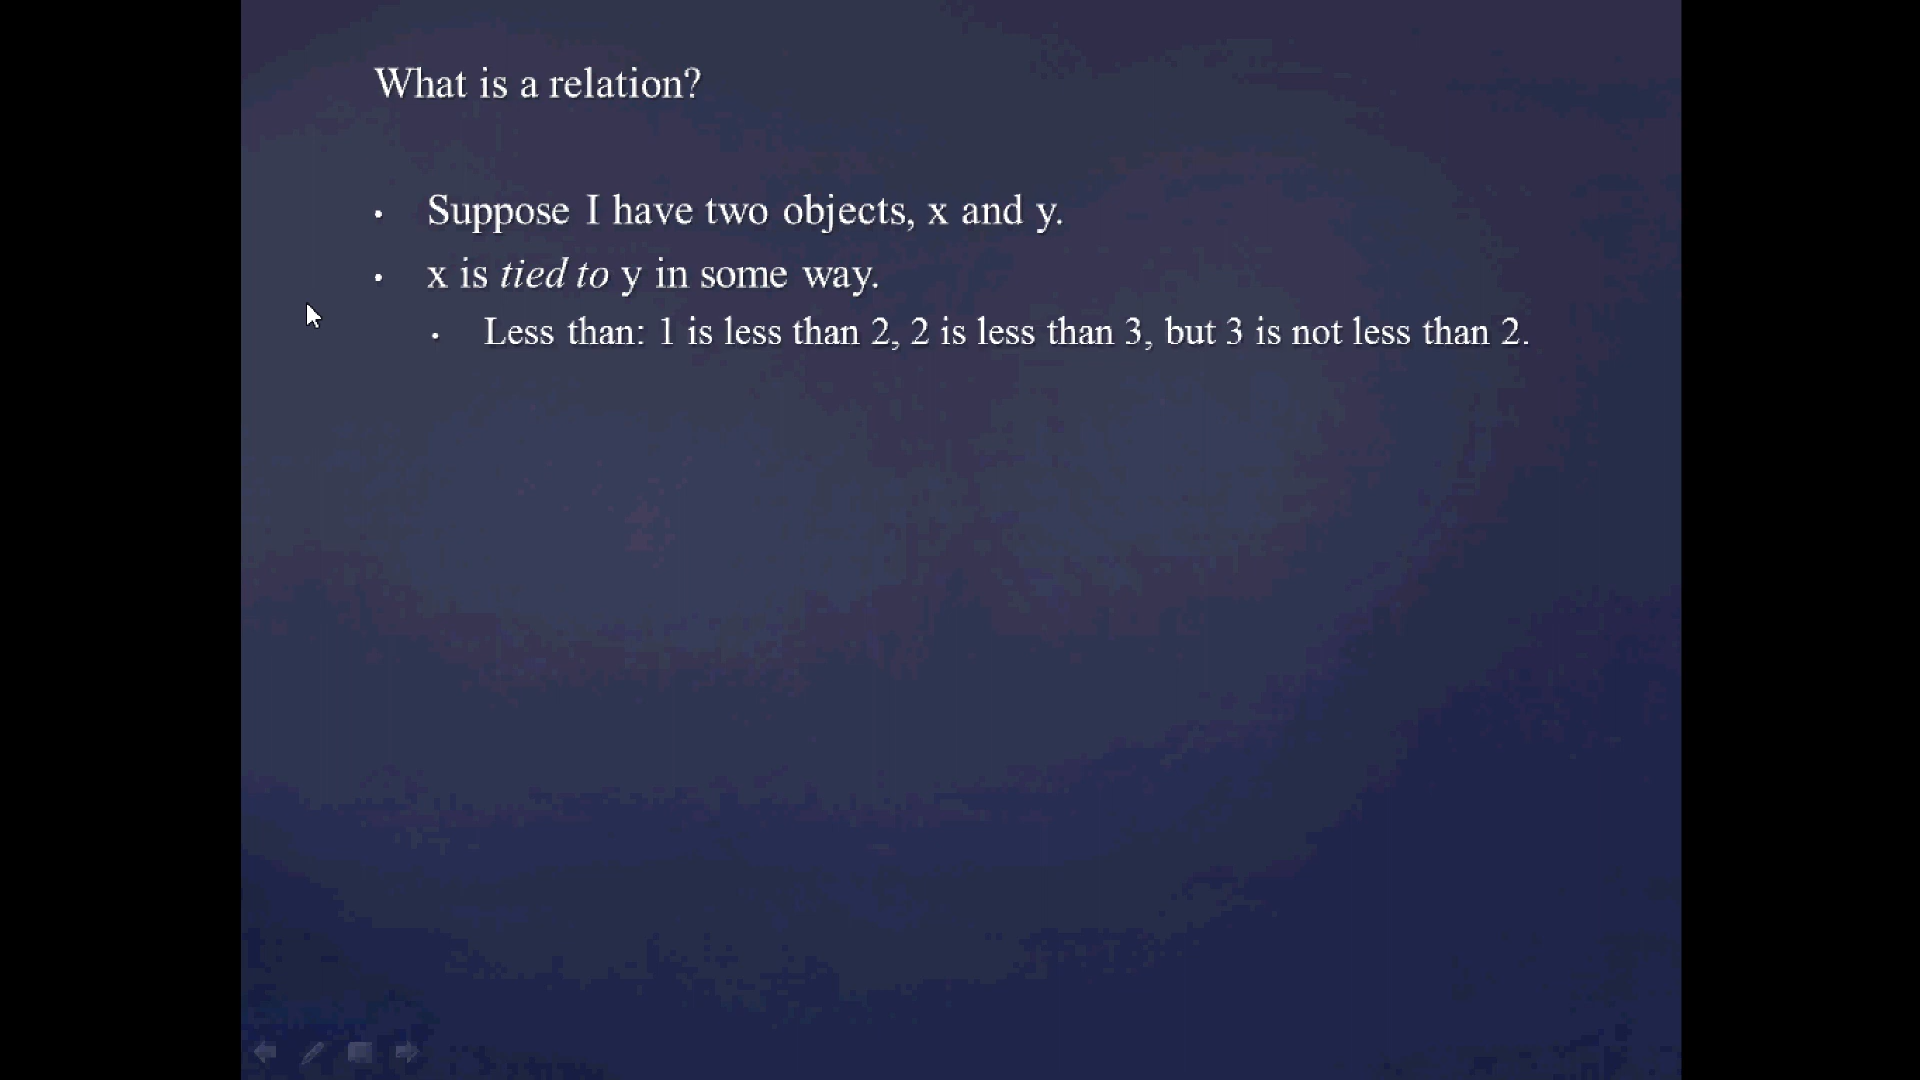 What is a relation?
• Suppose I have two objects, x and y.
• x is tied to y in some way.
• Less than: 1 is less than 2, 2 is less than 3, but 3 is not less than 2.